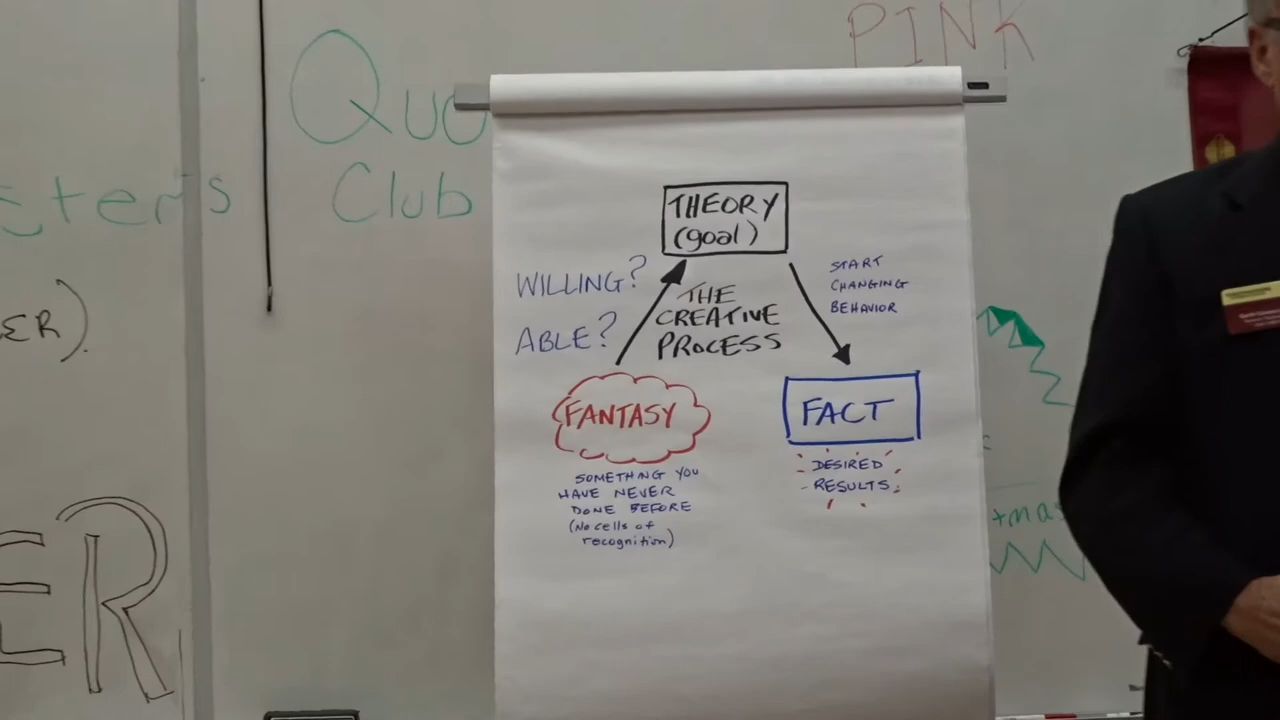 PINK
Quo
Club
sters
ER).
ER
THEORY
(goal)
WILLING?
ABLE?
THE
CREATIVE
PROCESS
START
CHANGING
BEHAVIOR
FANTASY
SOMETHING YOU
HAVE NEVER
DONE BEFORE
(No cells of
recognition)
FACT
DESIRED
RESULTS